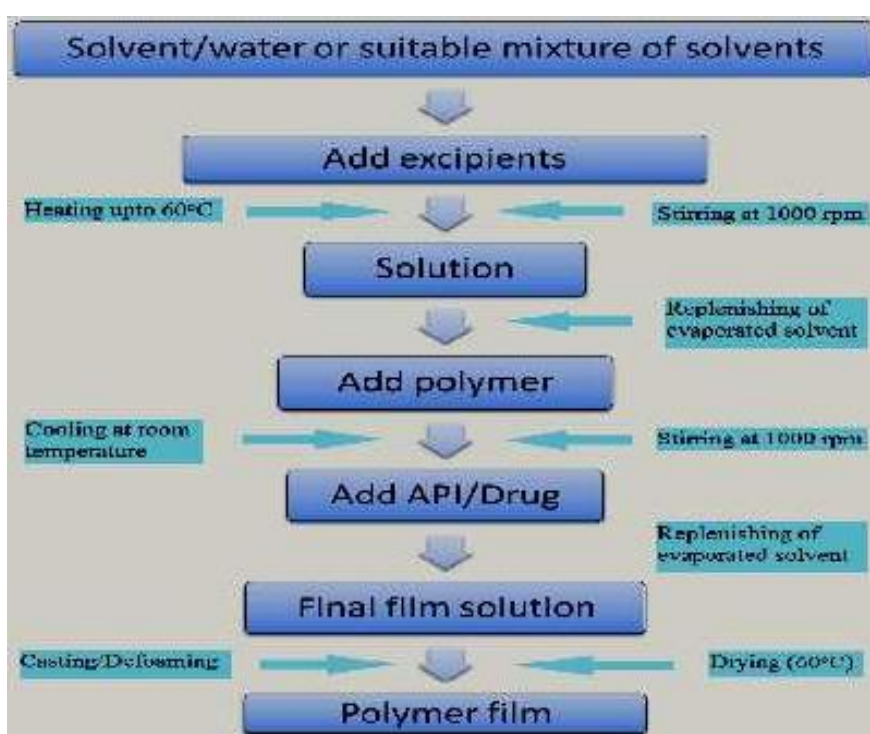 Solvent/water or suitable mixture of solvents
Add excipients
Heating upto 60°C
Stirring at 1000 rpm
Solution
Replenishing of
evaporated solvent
Add polymer
Cooling at room
temperature
Stirring at 1000 rpm
Add API/Drug
Replenishing of
evaporated solvent
Final film solution
Casting/Defoaming
Drying (60°C)
Polymer film